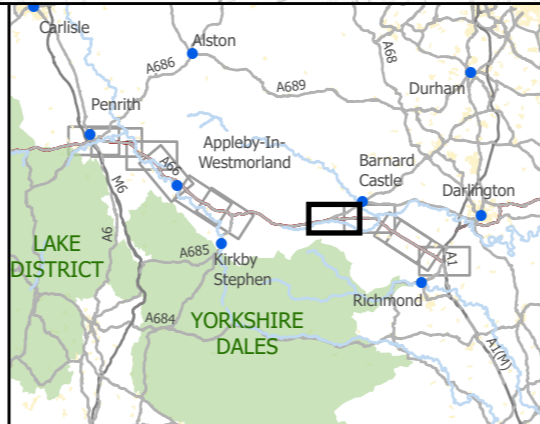 Carlisle
Alston
A68
A686
A689
Durham
Penrith
Appleby-In-
Westmorland
Barnard
Castle
Darlington
A66
M6
A6
LAKE
DISTRICT
A685
Kirkby
Stephen
A1
Richmond
A684
YORKSHIRE
DALES
A1(M)